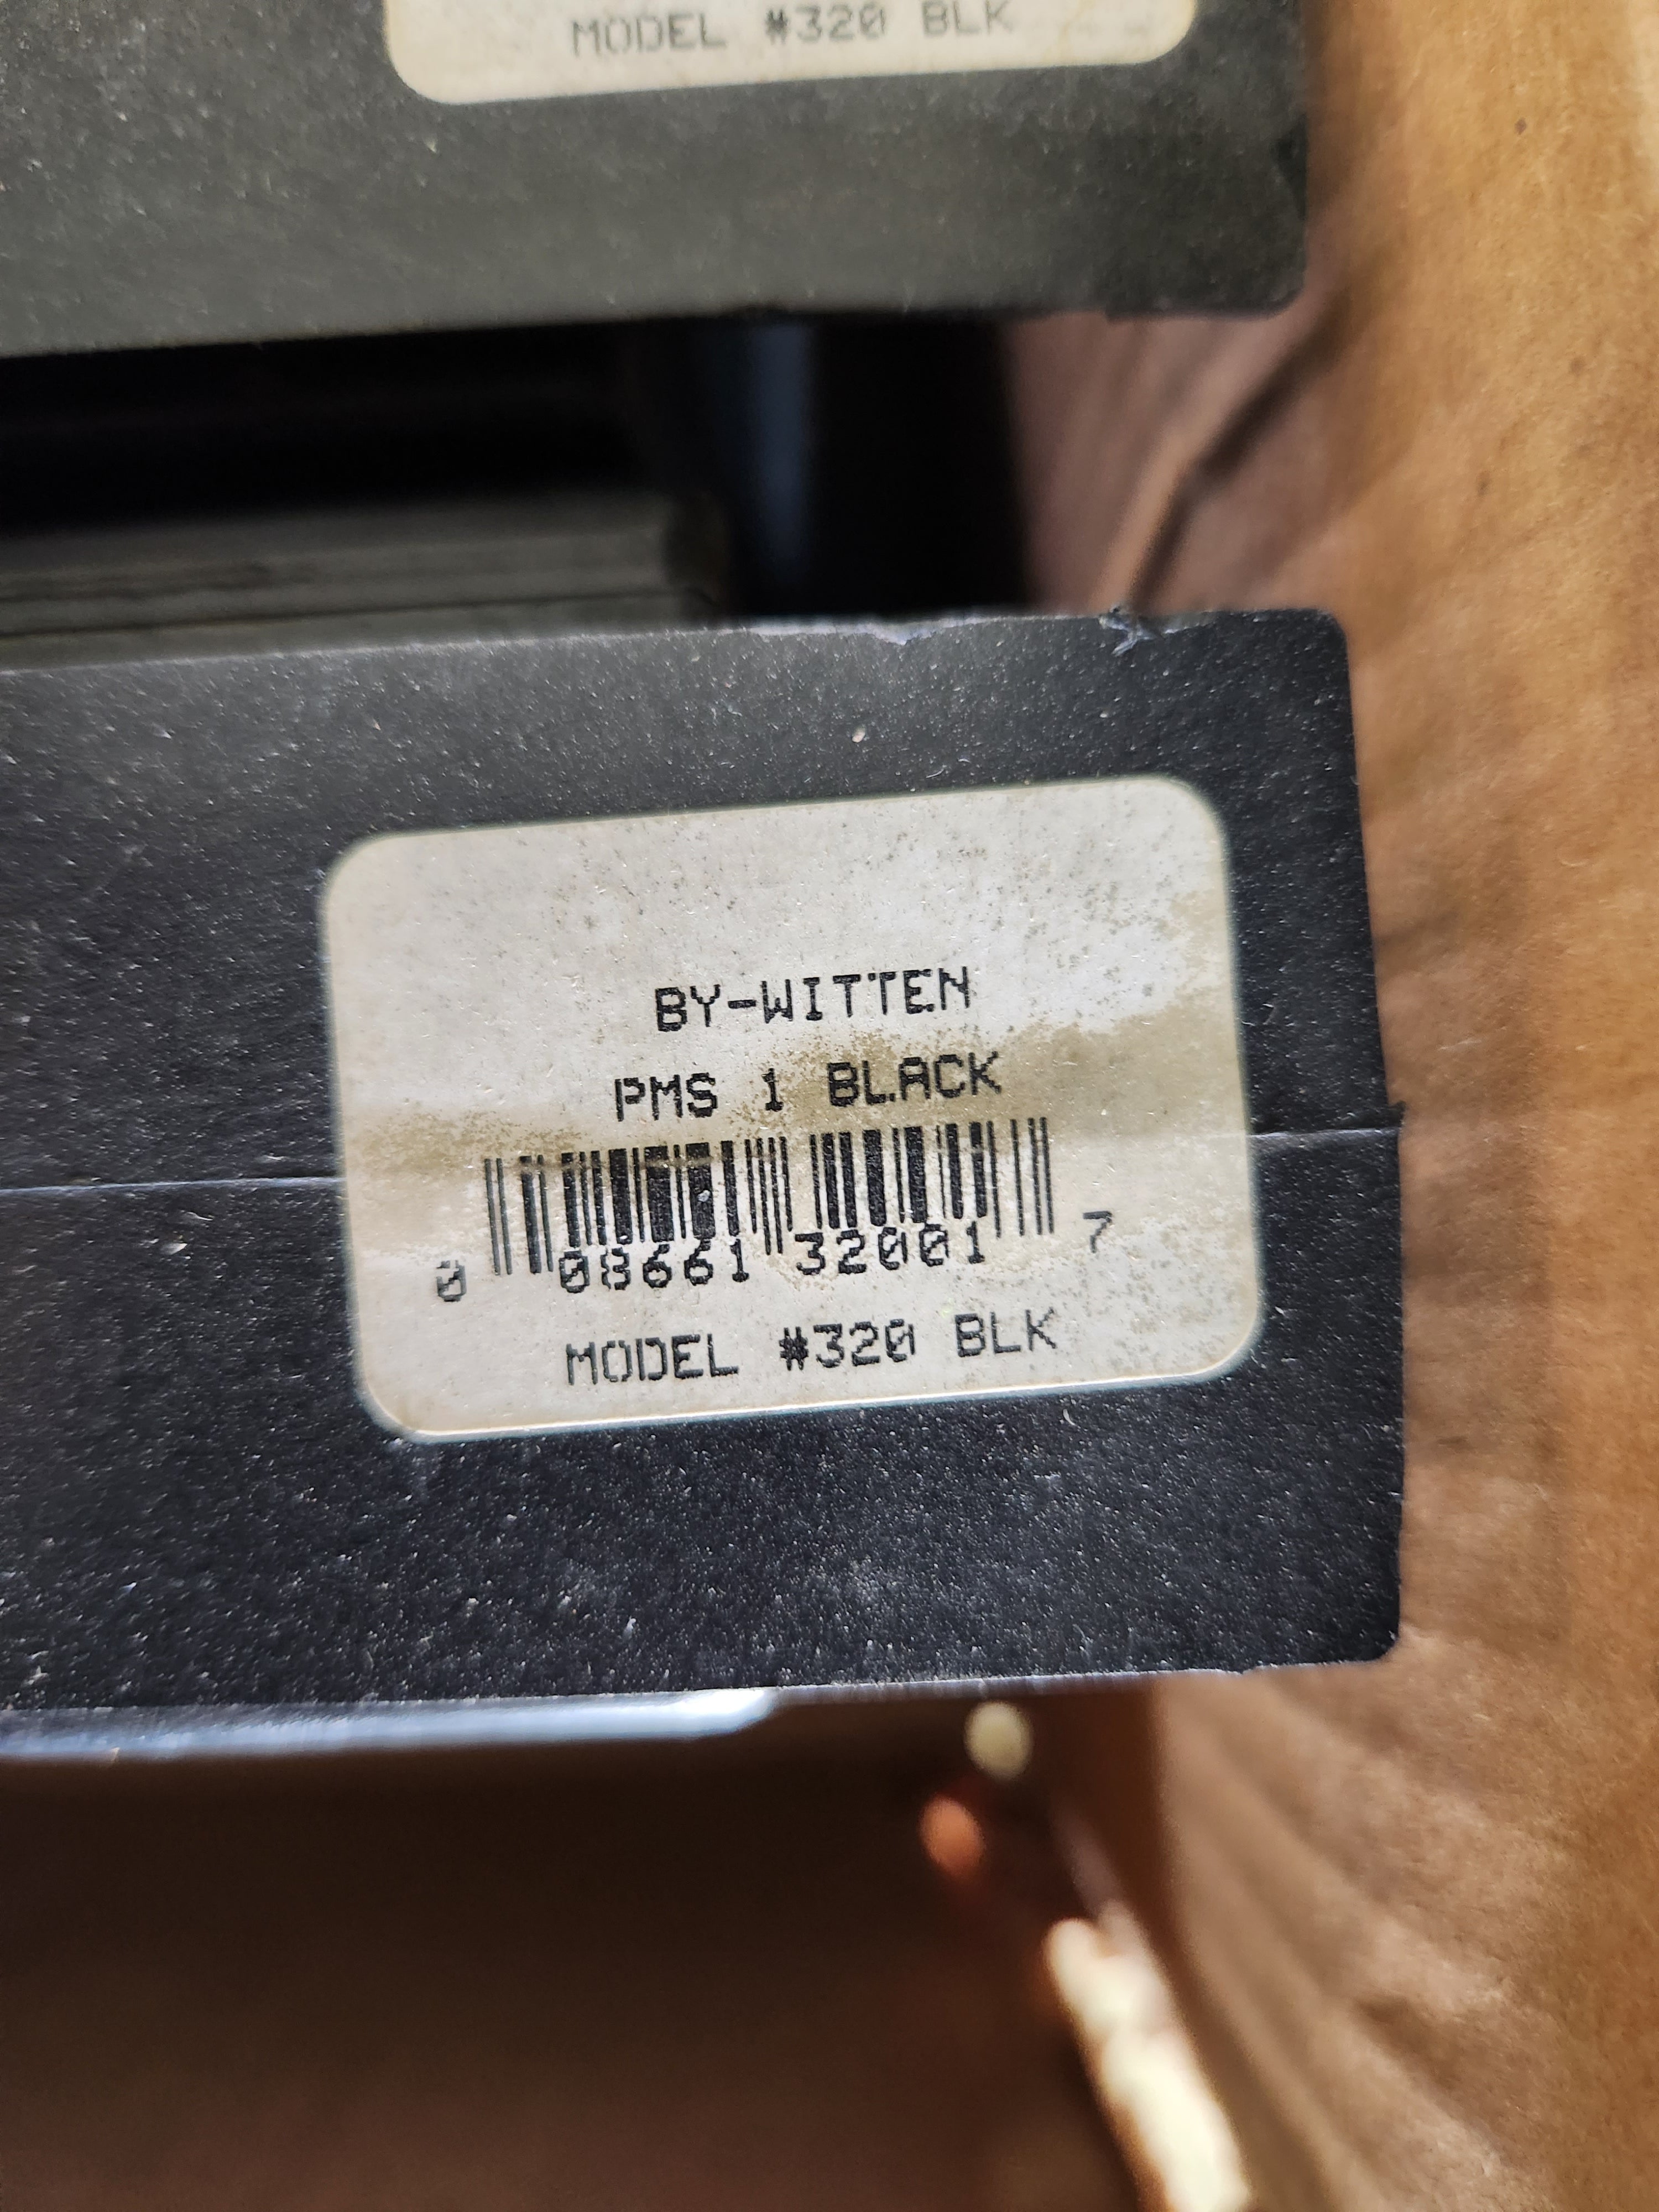 MODEL #320 BLK
BY-WITTEN
PMS 1 BLACK
0 08661 32001 7
MODEL #320 BLK